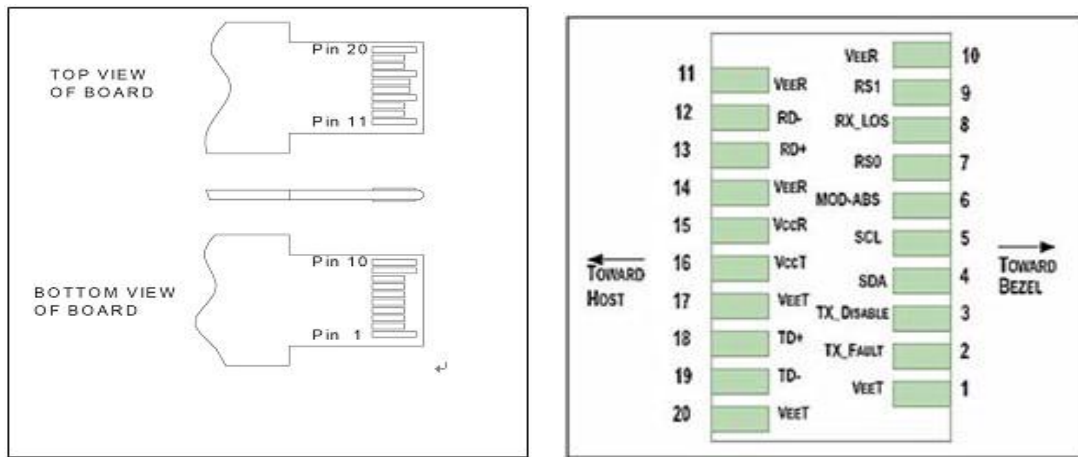 Pin 20
TOP VIEW
OF BOARD
Pin 11
Pin 10
BOTTOM VIEW
OF BOARD
Pin 1
VEER 10
11 VEER
RS1 9
12 RD-
RX_LOS 8
13 RD+
RS0 7
14 VEER
MOD-ABS 6
15 VCCR
SCL 5
TOWARD
HOST
16 VCCT
TOWARD
BEZEL
SDA 4
17 VEET
TX_DISABLE 3
18 TD+
TX_FAULT 2
19 TD-
VEET 1
20 VEET